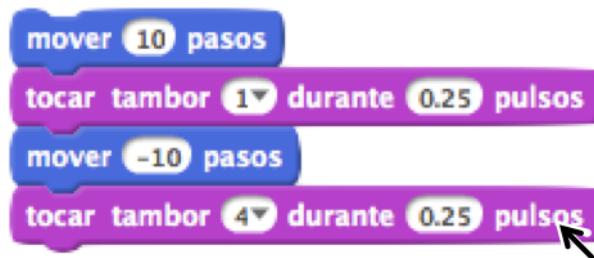 mover 10 pasos
tocar tambor 1 durante 0.25 pulsos
mover -10 pasos
tocar tambor 4 durante 0.25 pulsos